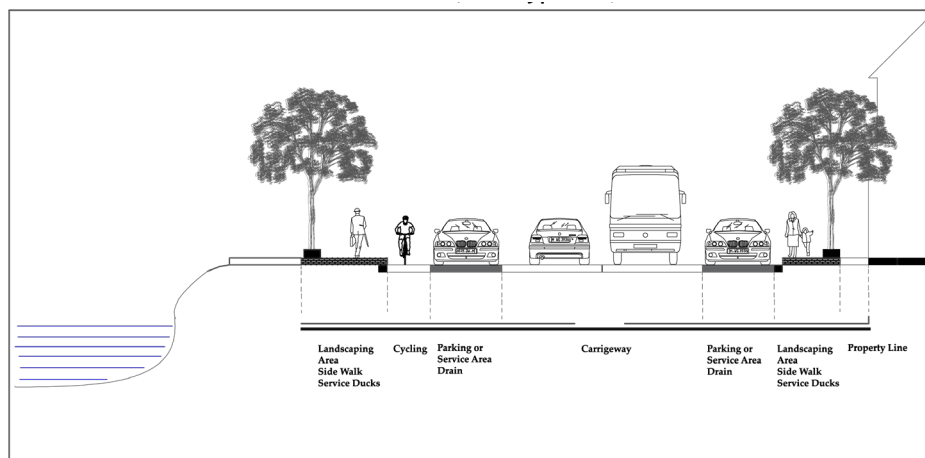 Landscaping
Area
Side Walk
Service Ducks
Cycling
Parking or
Service Area
Drain
Carrigeway
Parking or
Service Area
Drain
Landscaping
Area
Side Walk
Service Ducks
Property Line